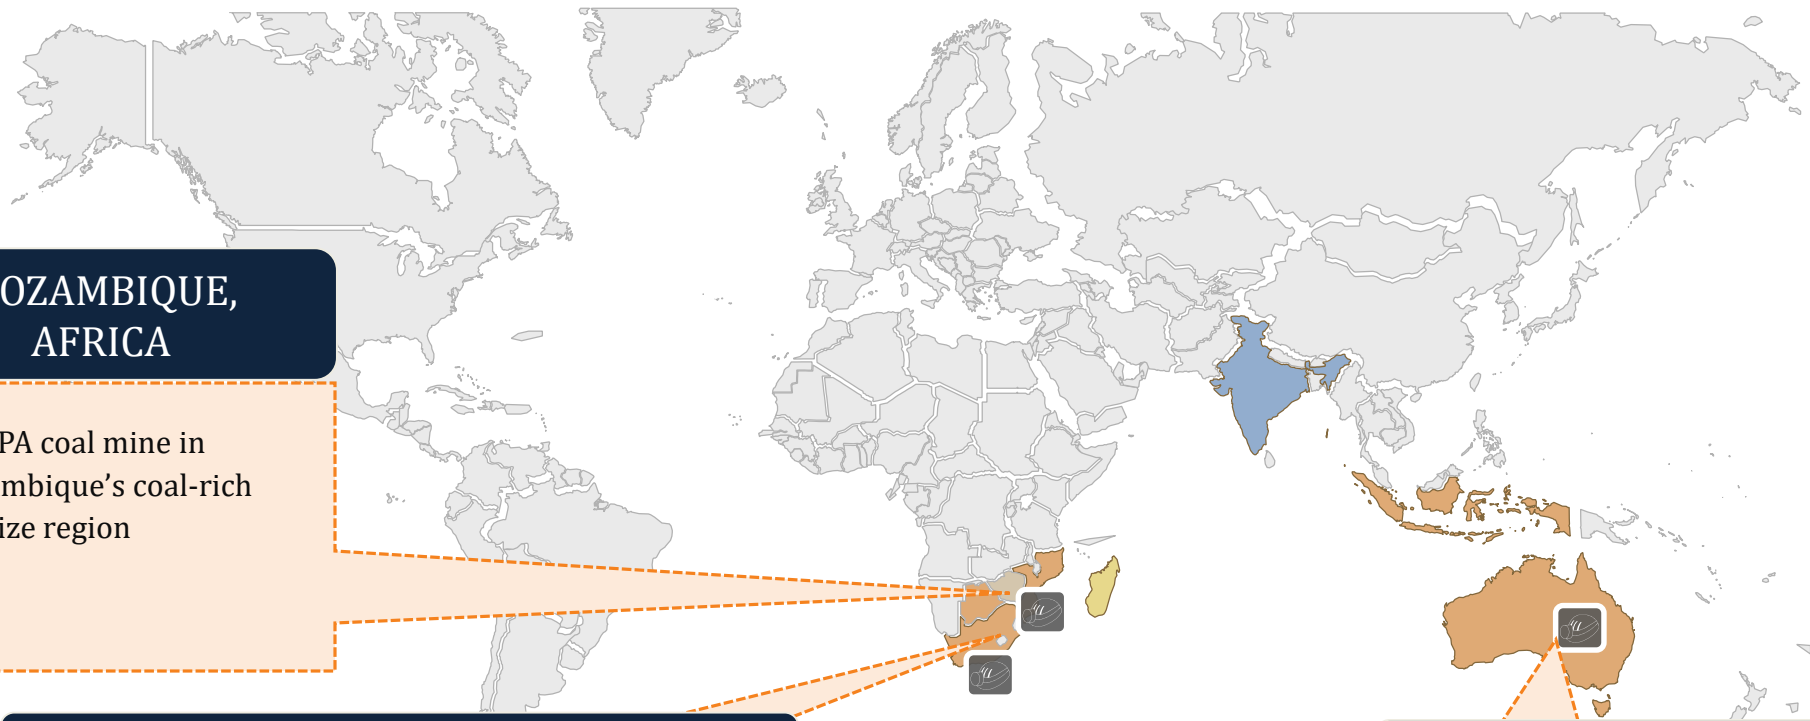 OZAMBIQUE,
AFRICA
PA coal mine in
mbique’s coal-rich
ize region